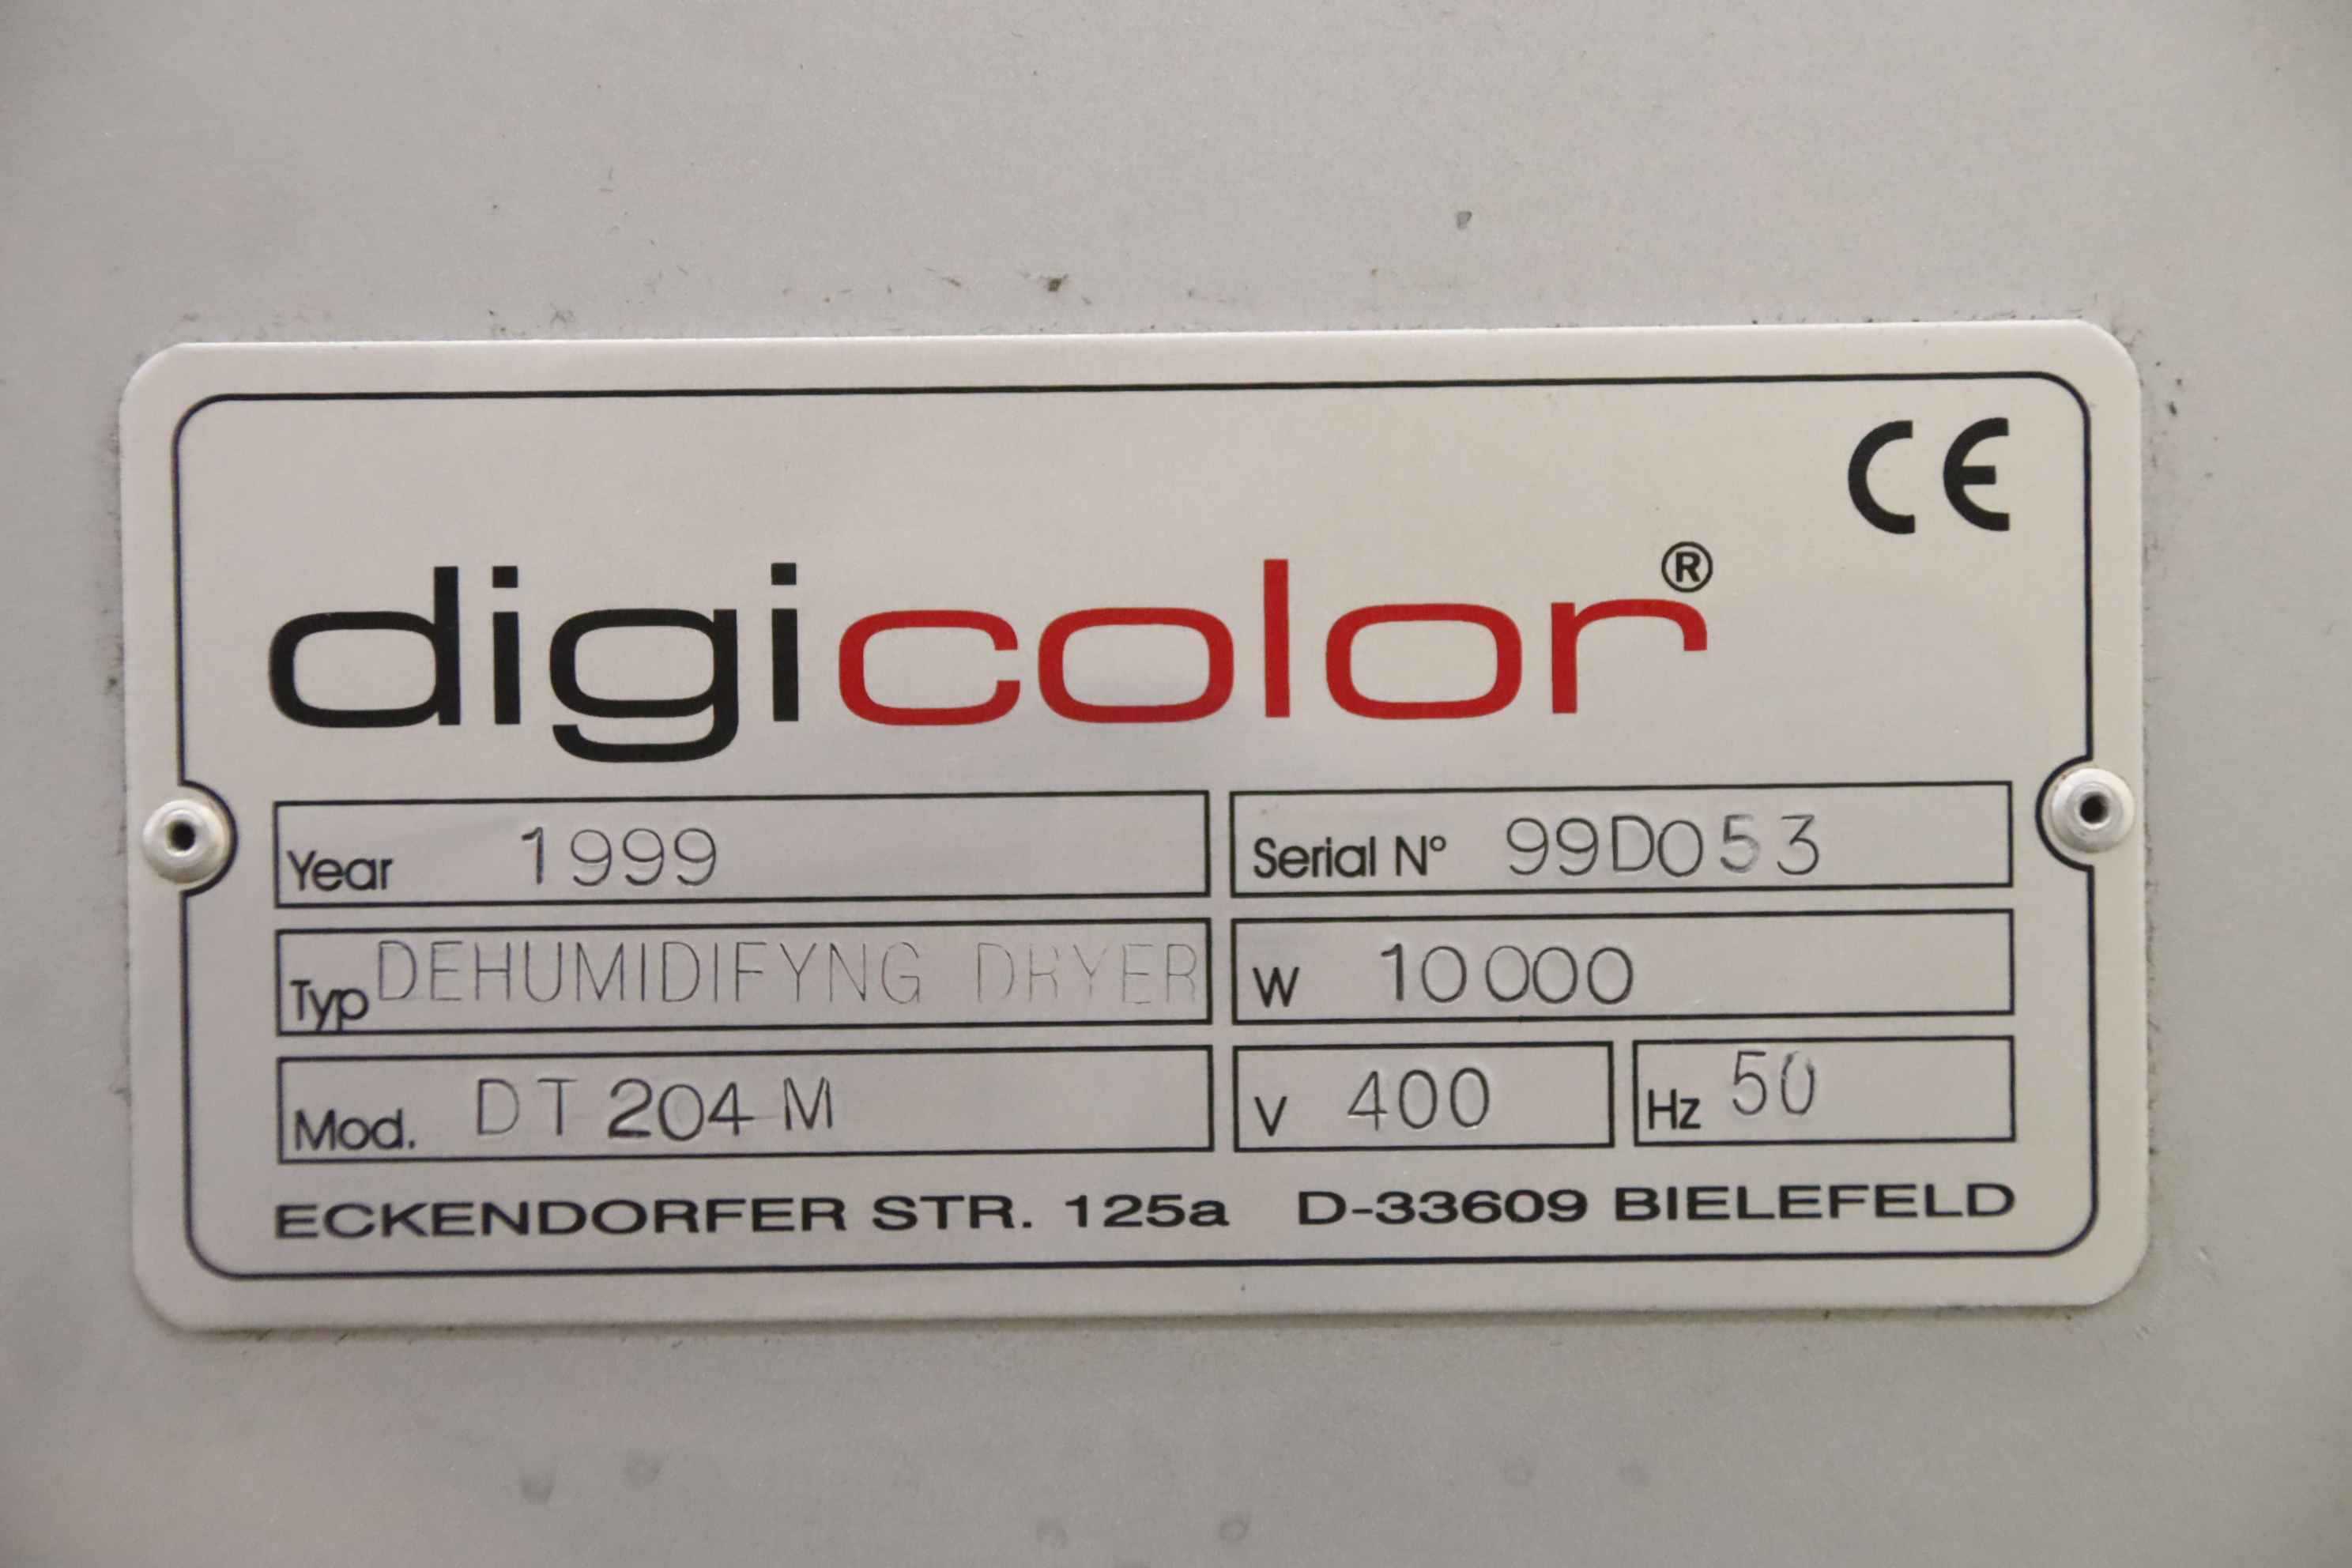 CE
digicolor®
Year 1999
Serial N° 99D053
Typ DEHUMIDIFYNG DRYER
W 10000
Mod. DT 204 M
V 400
Hz 50
ECKENDORFER STR. 125a D-33609 BIELEFELD